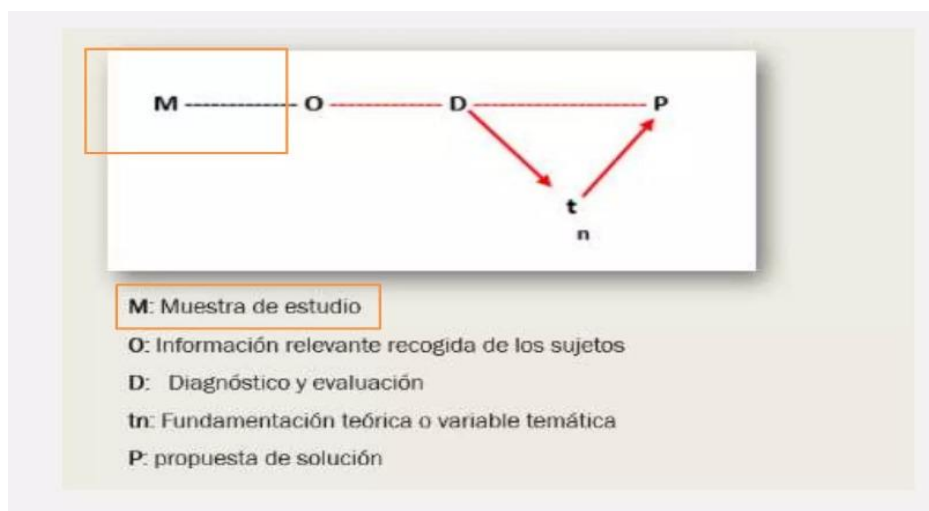 M ------------ O ------------ D ------------------ P
t
n
M: Muestra de estudio
O: Información relevante recogida de los sujetos
D: Diagnóstico y evaluación
tn: Fundamentación teórica o variable temática
P: propuesta de solución